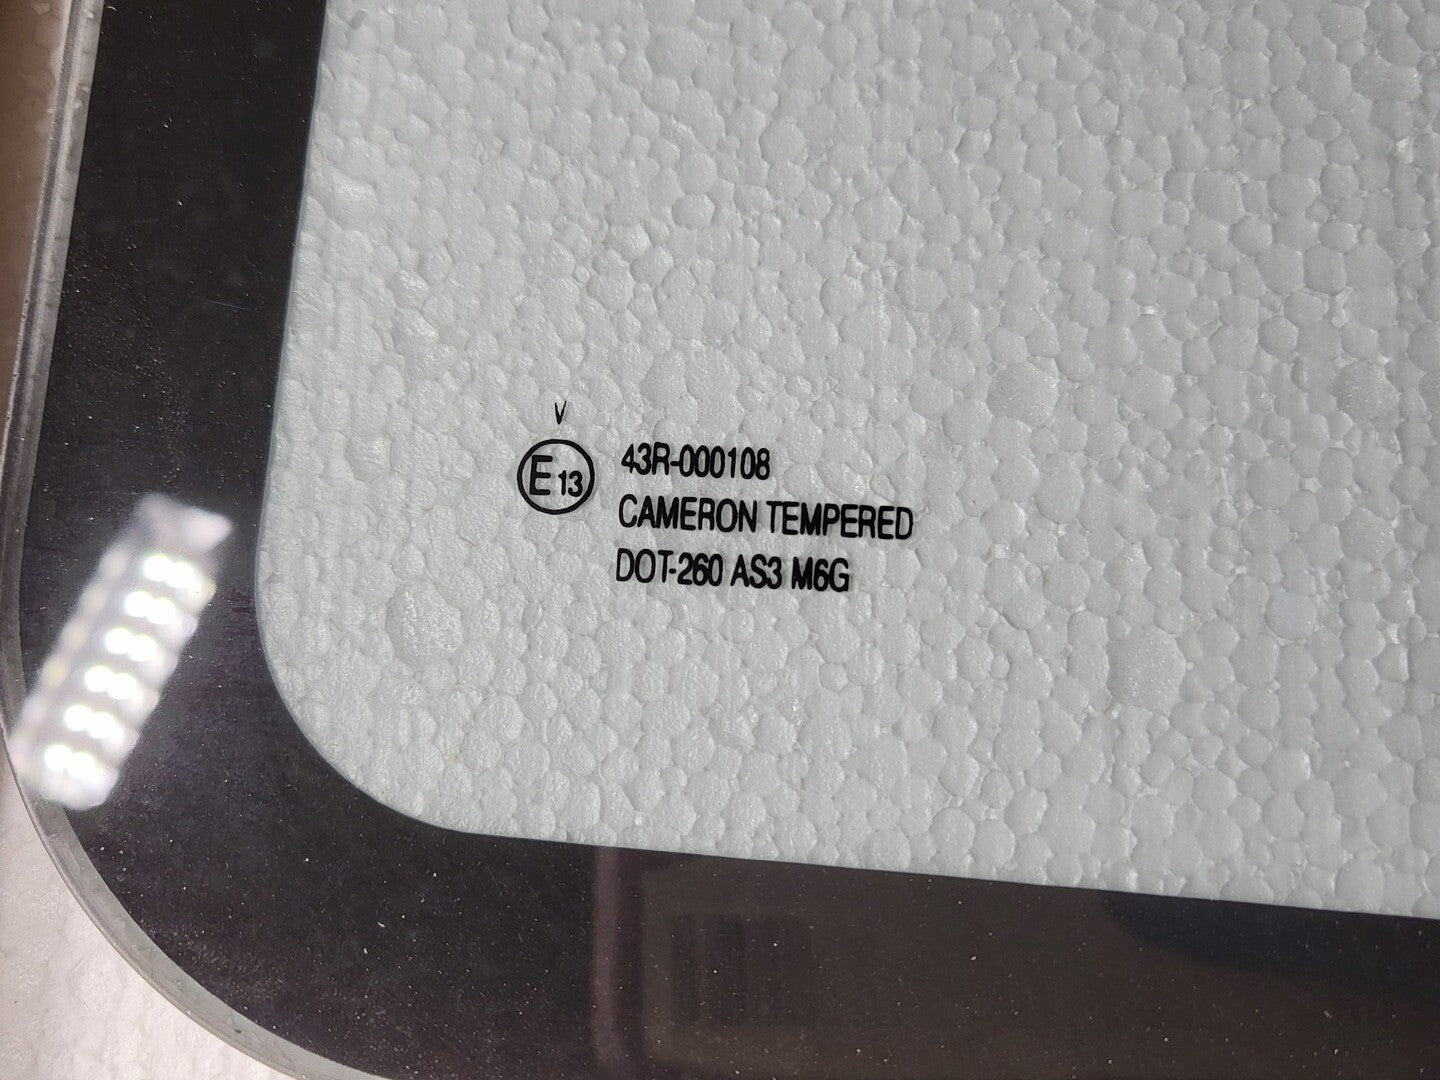 V
E13 43R-000108
CAMERON TEMPERED
DOT-260 AS3 M6G